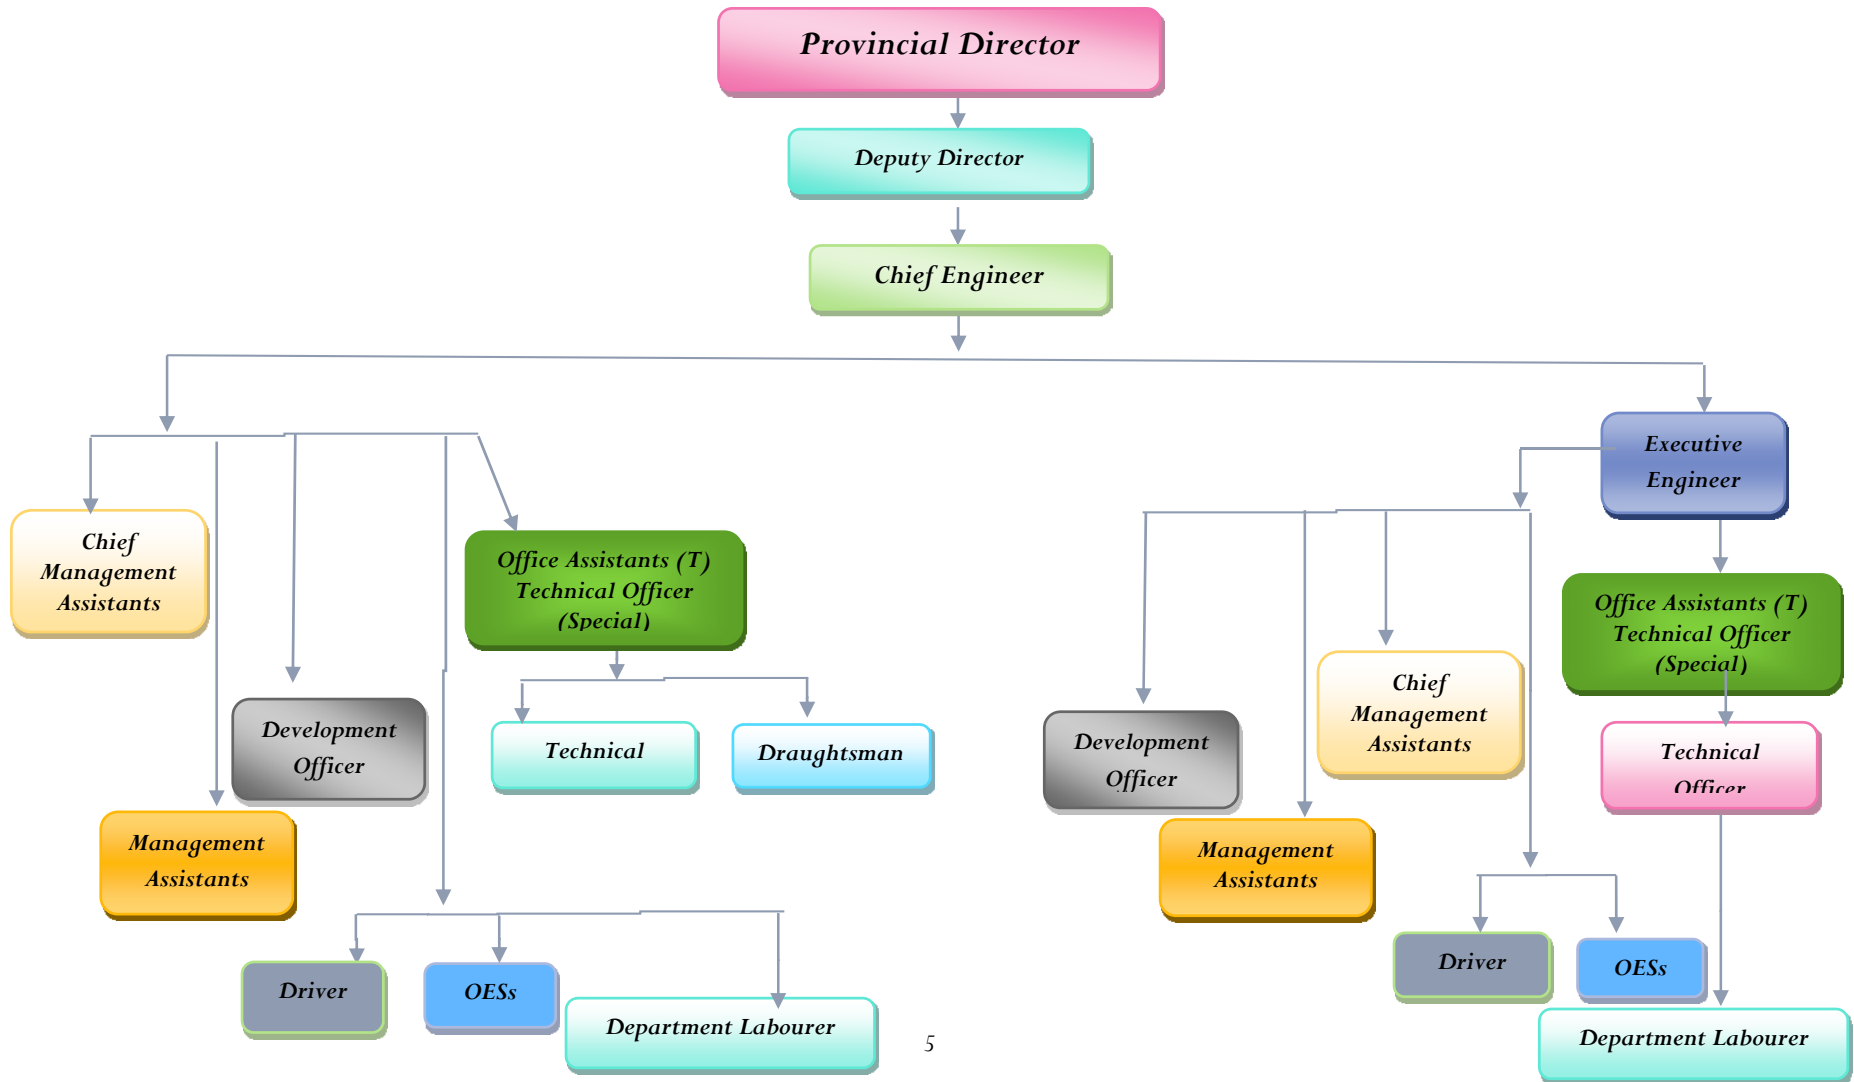 Provincial Director
Deputy Director
Chief Engineer
Executive
Engineer
Chief
Management
Assistants
Office Assistants (T)
Technical Officer
(Special)
Office Assistants (T)
Technical Officer
(Special)
Development
Officer
Technical
Draughtsman
Management
Assistants
Development
Officer
Chief
Management
Assistants
Technical
Officer
Management
Assistants
Driver
OESs
Department Labourer
Driver
OESs
Department Labourer
5